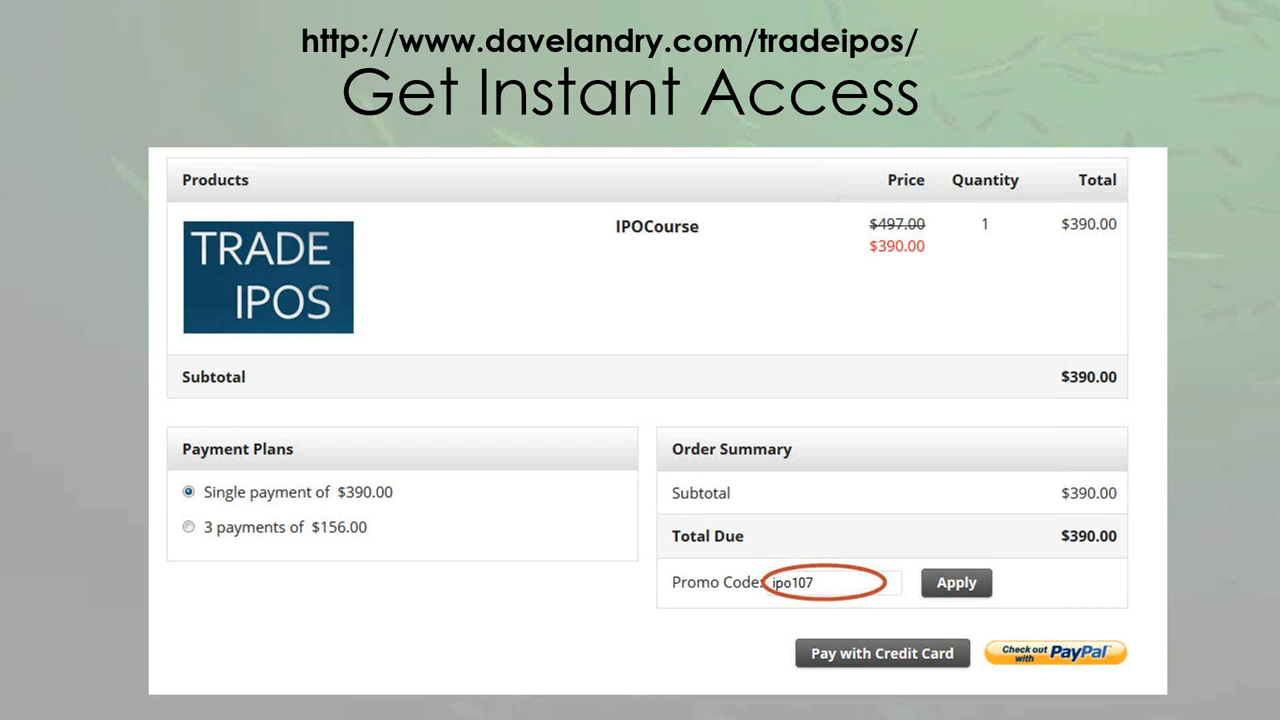 http://www.davelandry.com/tradeipos/
Get Instant Access
Products Price Quantity Total
TRADE
IPOS
IPOCourse $497.00 1 $390.00
$390.00
Subtotal $390.00
Payment Plans
Single payment of $390.00
3 payments of $156.00
Order Summary
Subtotal $390.00
Total Due $390.00
Promo Code: ipo107 Apply
Pay with Credit Card
Check out
with PayPal